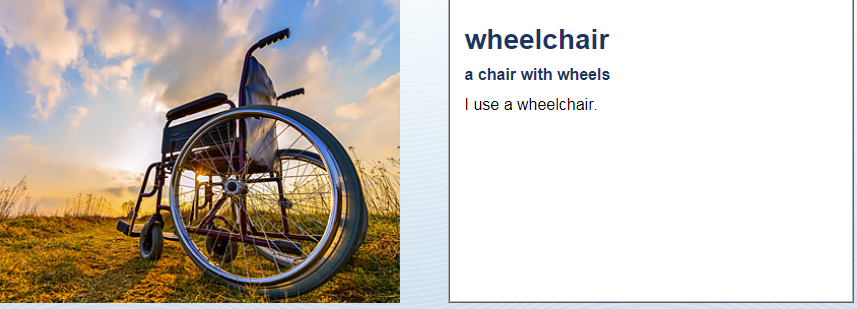 wheelchair
a chair with wheels
I use a wheelchair.